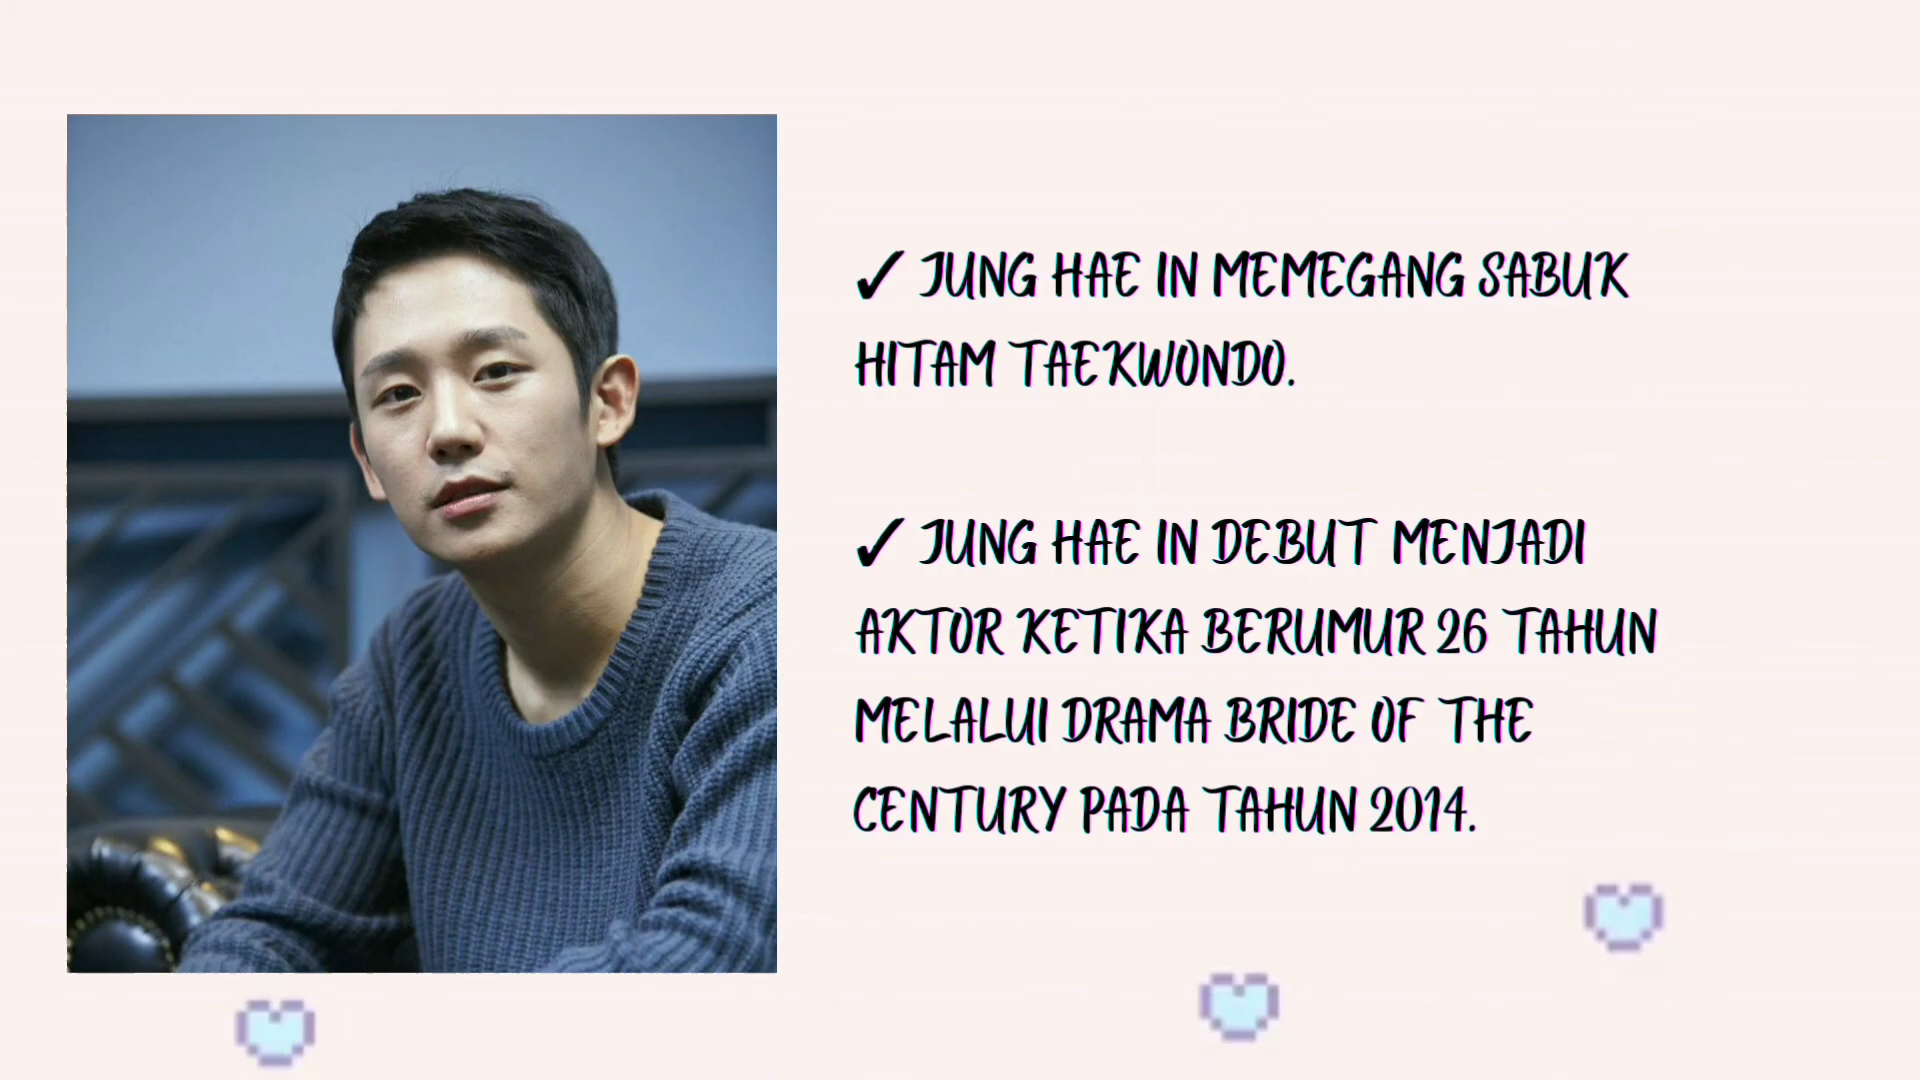 ✓ JUNG HAE IN MEMEGANG SABUK
HITAM TAEKWONDO.
✓ JUNG HAE IN DEBUT MENJADI
AKTOR KETIKA BERUMUR 26 TAHUN
MELALUI DRAMA BRIDE OF THE
CENTURY PADA TAHUN 2014.